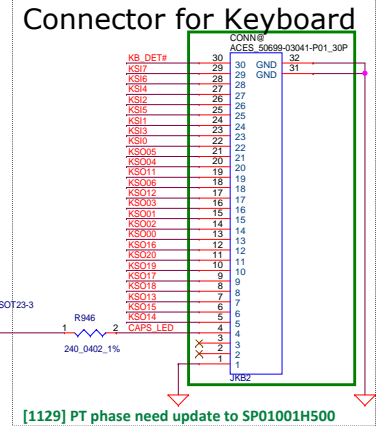 Connector for Keyboard
CONN@
ACES_50699-03041-P01_30P
KB_DET# 30 30 GND 32
KSI7 29 29 GND 31
KSI6 28 28
KSI4 27 27
KSI2 26 26
KSI5 25 25
KSI1 24 24
KSI3 23 23
KSI0 22 22
KSO05 21 21
KSO04 20 20
KSO11 19 19
KSO06 18 18
KSO12 17 17
KSO03 16 16
KSO01 15 15
KSO02 14 14
KSO00 13 13
KSO16 12 12
KSO20 11 11
KSO19 10 10
KSO17 9 9
KSO18 8 8
KSO13 7 7
KSO15 6 6
KSO14 5 5
CAPS_LED 4 4
3 3
2 2
1 1
SOT23-3
R946
1 2
240_0402_1%
JKB2
[1129] PT phase need update to SP01001H500